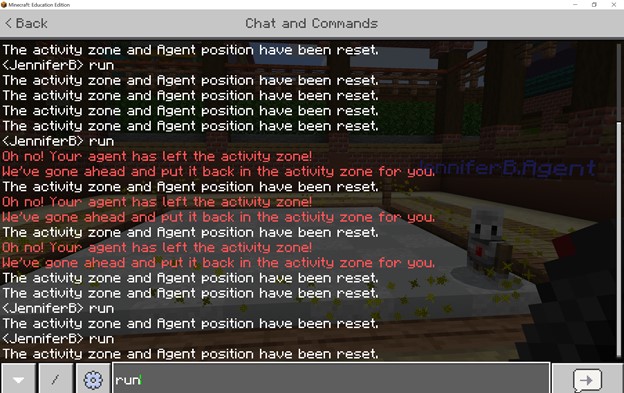 Minecraft: Education Edition
< Back
Chat and Commands
The activity zone and Agent position have been reset.
<JenniferB> run
The activity zone and Agent position have been reset.
The activity zone and Agent position have been reset.
The activity zone and Agent position have been reset.
The activity zone and Agent position have been reset.
<JenniferB> run
Oh no! Your agent has left the activity zone!
We've gone ahead and put it back in the activity zone for you.
The activity zone and Agent position have been reset.
Oh no! Your agent has left the activity zone!
We've gone ahead and put it back in the activity zone for you.
The activity zone and Agent position have been reset.
Oh no! Your agent has left the activity zone!
We've gone ahead and put it back in the activity zone for you.
The activity zone and Agent position have been reset.
The activity zone and Agent position have been reset.
<JenniferB> run
The activity zone and Agent position have been reset.
<JenniferB> run
The activity zone and Agent position have been reset.
JenniferB.Agent
/
run